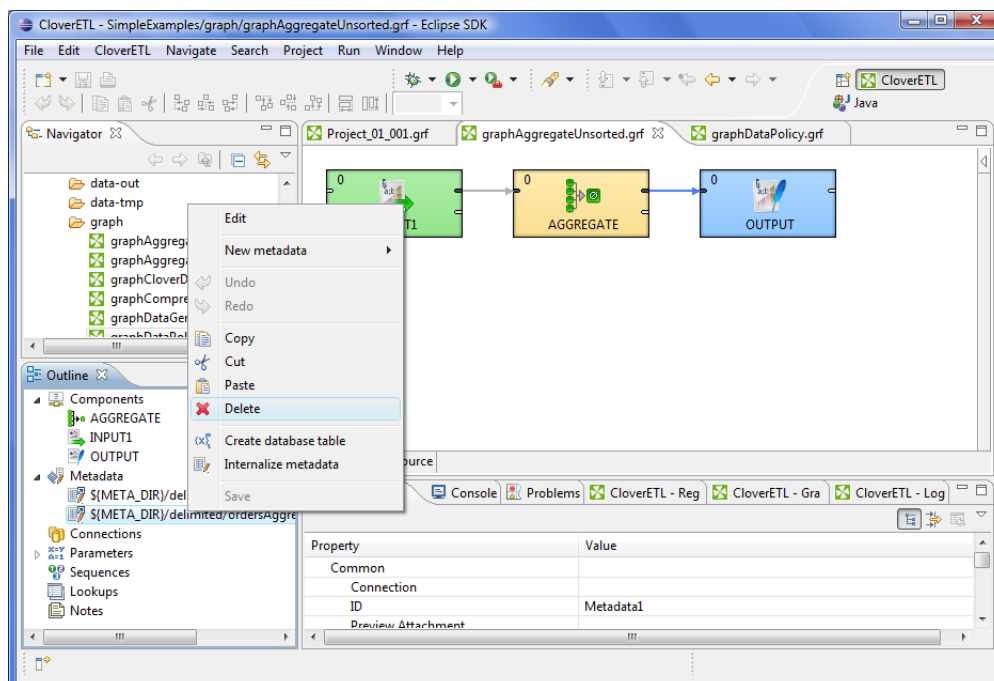 CloverETL - SimpleExamples/graph/graphAggregateUnsorted.grf - Eclipse SDK
File Edit CloverETL Navigate Search Project Run Window Help
CloverETL
Java
Navigator
Project_01_001.grf
graphAggregateUnsorted.grf
graphDataPolicy.grf
data-out
data-tmp
graph
graphAggrega
graphAggrega
graphCloverD
graphCompre
graphDataGer
graphDataPol
0
T1
0
AGGREGATE
0
OUTPUT
Edit
New metadata
Undo
Redo
Copy
Cut
Paste
Delete
Create database table
Internalize metadata
Save
Outline
Components
AGGREGATE
INPUT1
OUTPUT
Metadata
${META_DIR}/del
${META_DIR}/delimited/ordersAggre
Connections
Parameters
Sequences
Lookups
Notes
ource
Console
Problems
CloverETL - Reg
CloverETL - Gra
CloverETL - Log
Property Value
Common
Connection
ID Metadata1
Preview Attachment